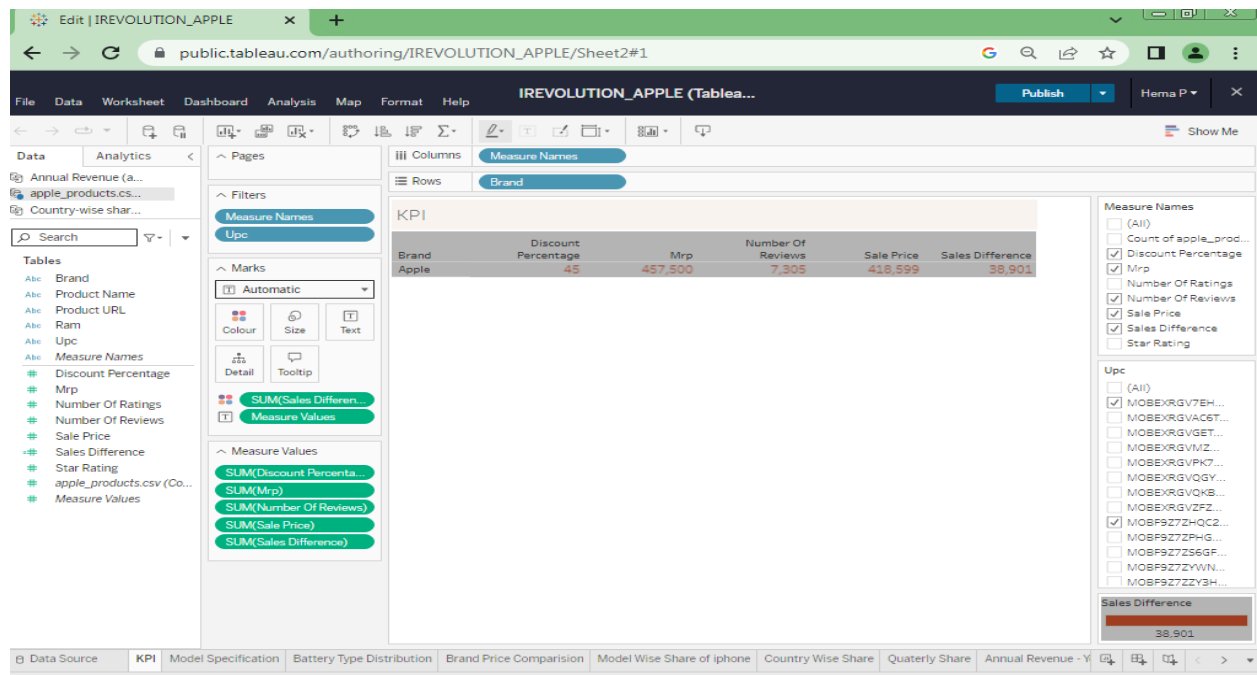 Edit | IREVOLUTION_APPLE
public.tableau.com/authoring/IREVOLUTION_APPLE/Sheet2#1
File Data Worksheet Dashboard Analysis Map Format Help
IREVOLUTION_APPLE (Tablea...
Publish
Hema P
Show Me
Data Analytics
Annual Revenue (a...
apple_products.cs...
Country-wise shar...
Search
Tables
Abc Brand
Abc Product Name
Abc Product URL
Abc Ram
Abc Upc
Abc Measure Names
# Discount Percentage
# Mrp
# Number Of Ratings
# Number Of Reviews
# Sale Price
=# Sales Difference
# Star Rating
# apple_products.csv (Co...
# Measure Values
Pages
Filters
Measure Names
Upc
Marks
T Automatic
Colour Size Text
Detail Tooltip
SUM(Sales Differen...
T Measure Values
Measure Values
SUM(Discount Percenta...
SUM(Mrp)
SUM(Number Of Reviews)
SUM(Sale Price)
SUM(Sales Difference)
iii Columns Measure Names
Rows Brand
KPI
Brand Discount Percentage Mrp Number Of Reviews Sale Price Sales Difference
Apple 45 457,500 7,305 418,599 38,901
Measure Names
(All)
Count of apple_prod...
Discount Percentage
Mrp
Number Of Ratings
Number Of Reviews
Sale Price
Sales Difference
Star Rating
Upc
(All)
MOBEXRGV7EH...
MOBEXRGVAC6T...
MOBEXRGVGET...
MOBEXRGVMZ...
MOBEXRGVPK7...
MOBEXRGVQGY...
MOBEXRGVQKB...
MOBEXRGVZFZ...
MOBF9Z7ZHQC2...
MOBF9Z7ZPHG...
MOBF9Z7ZS6GF...
MOBF9Z7ZYWN...
MOBF9Z7ZZY3H...
Sales Difference
38,901
Data Source KPI Model Specification Battery Type Distribution Brand Price Comparision Model Wise Share of iphone Country Wise Share Quaterly Share Annual Revenue - Y